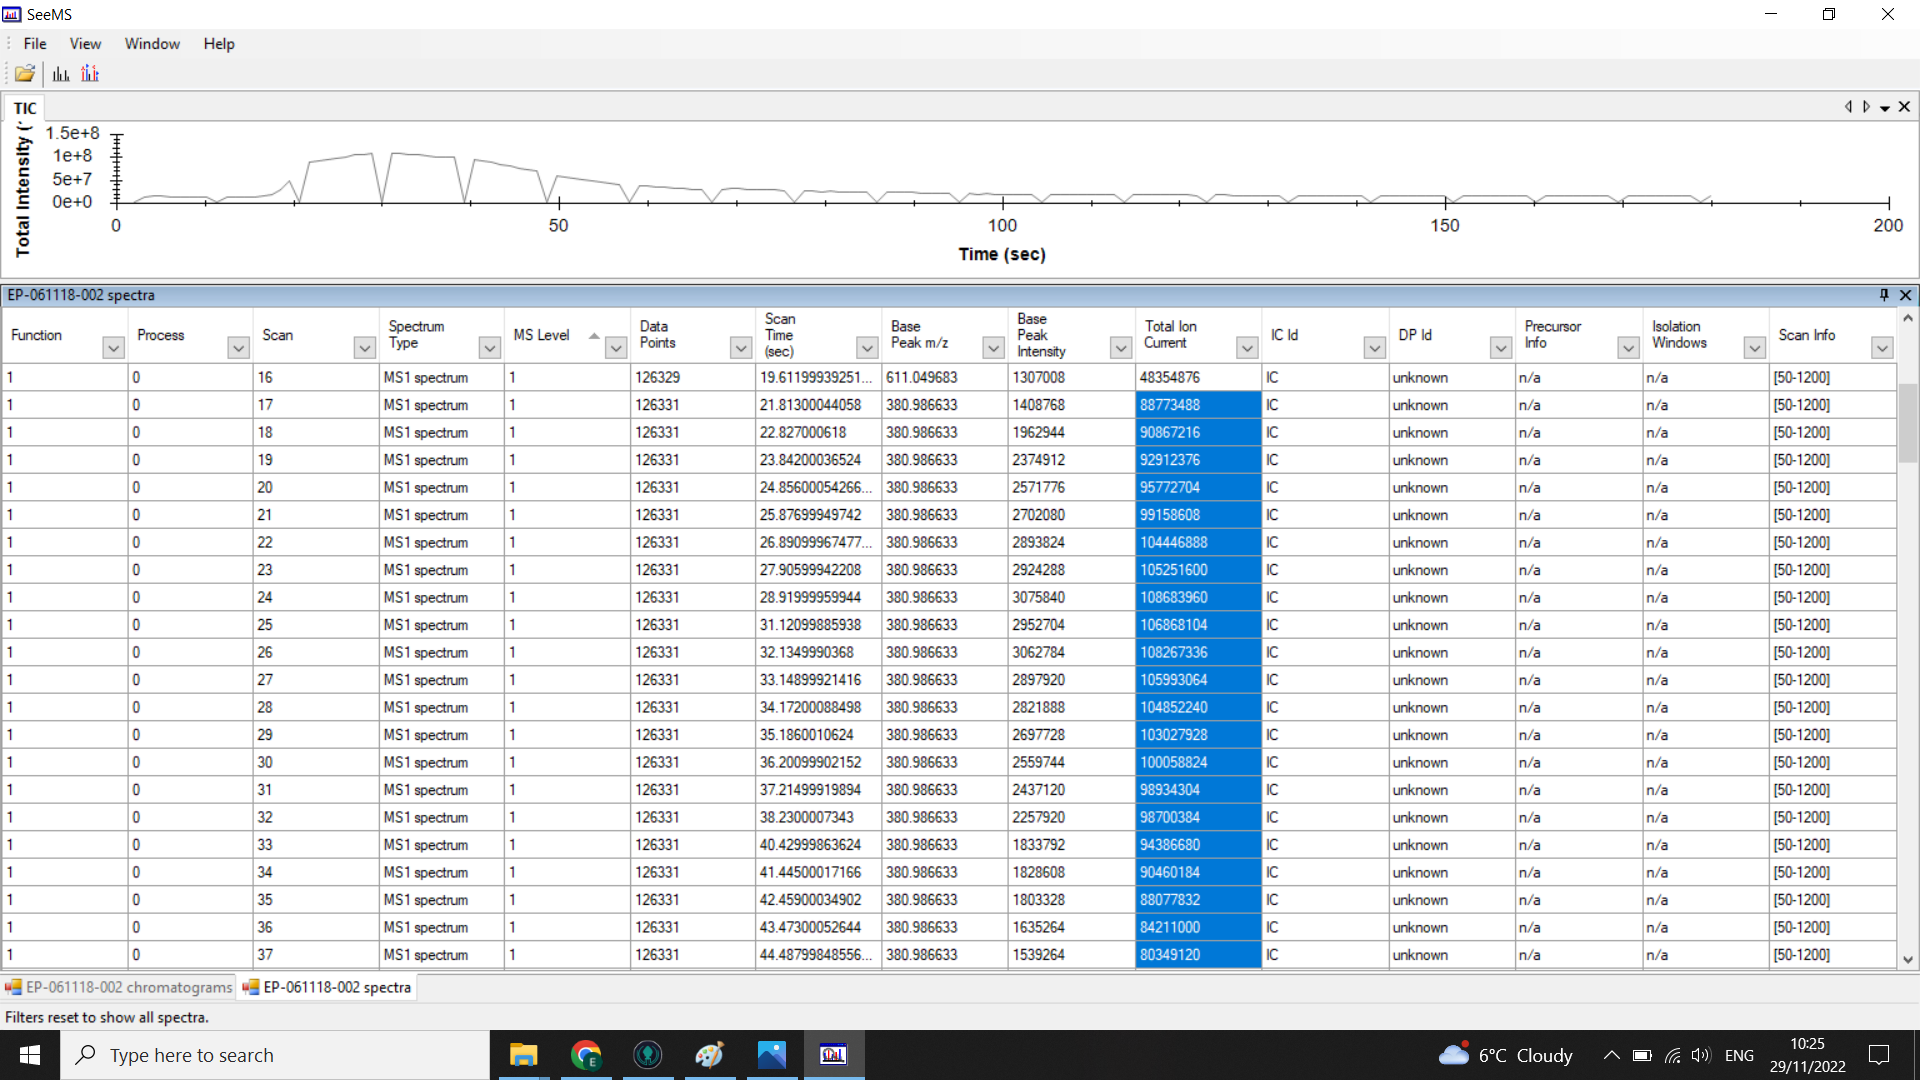 SeeMS
File View Window Help
TIC
Total Intensity (
1.5e+8
1e+8
5e+7
0e+0
0 50 100 150 200
Time (sec)
EP-061118-002 spectra
Function Process Scan Spectrum Type MS Level Data Points Scan Time (sec) Base Peak m/z Base Peak Intensity Total Ion Current IC Id DP Id Precursor Info Isolation Windows Scan Info
1 0 16 MS1 spectrum 1 126329 19.61199939251... 611.049683 1307008 48354876 IC unknown n/a n/a [50-1200]
1 0 17 MS1 spectrum 1 126331 21.81300044058 380.986633 1408768 88773488 IC unknown n/a n/a [50-1200]
1 0 18 MS1 spectrum 1 126331 22.827000618 380.986633 1962944 90867216 IC unknown n/a n/a [50-1200]
1 0 19 MS1 spectrum 1 126331 23.84200036524 380.986633 2374912 92912376 IC unknown n/a n/a [50-1200]
1 0 20 MS1 spectrum 1 126331 24.85600054266... 380.986633 2571776 95772704 IC unknown n/a n/a [50-1200]
1 0 21 MS1 spectrum 1 126331 25.87699949742 380.986633 2702080 99158608 IC unknown n/a n/a [50-1200]
1 0 22 MS1 spectrum 1 126331 26.89099967477... 380.986633 2893824 104446888 IC unknown n/a n/a [50-1200]
1 0 23 MS1 spectrum 1 126331 27.90599942208 380.986633 2924288 105251600 IC unknown n/a n/a [50-1200]
1 0 24 MS1 spectrum 1 126331 28.91999959944 380.986633 3075840 108683960 IC unknown n/a n/a [50-1200]
1 0 25 MS1 spectrum 1 126331 31.12099885938 380.986633 2952704 106868104 IC unknown n/a n/a [50-1200]
1 0 26 MS1 spectrum 1 126331 32.1349990368 380.986633 3062784 108267336 IC unknown n/a n/a [50-1200]
1 0 27 MS1 spectrum 1 126331 33.14899921416 380.986633 2897920 105993064 IC unknown n/a n/a [50-1200]
1 0 28 MS1 spectrum 1 126331 34.17200088498 380.986633 2821888 104852240 IC unknown n/a n/a [50-1200]
1 0 29 MS1 spectrum 1 126331 35.1860010624 380.986633 2697728 103027928 IC unknown n/a n/a [50-1200]
1 0 30 MS1 spectrum 1 126331 36.20099902152 380.986633 2559744 100058824 IC unknown n/a n/a [50-1200]
1 0 31 MS1 spectrum 1 126331 37.21499919894 380.986633 2437120 98934304 IC unknown n/a n/a [50-1200]
1 0 32 MS1 spectrum 1 126331 38.2300007343 380.986633 2257920 98700384 IC unknown n/a n/a [50-1200]
1 0 33 MS1 spectrum 1 126331 40.42999863624 380.986633 1833792 94386680 IC unknown n/a n/a [50-1200]
1 0 34 MS1 spectrum 1 126331 41.44500017166 380.986633 1828608 90460184 IC unknown n/a n/a [50-1200]
1 0 35 MS1 spectrum 1 126331 42.45900034902 380.986633 1803328 88077832 IC unknown n/a n/a [50-1200]
1 0 36 MS1 spectrum 1 126331 43.47300052644 380.986633 1635264 84211000 IC unknown n/a n/a [50-1200]
1 0 37 MS1 spectrum 1 126331 44.48799848556... 380.986633 1539264 80349120 IC unknown n/a n/a [50-1200]
EP-061118-002 chromatograms EP-061118-002 spectra
Filters reset to show all spectra.
Type here to search
6°C Cloudy ENG
10:25
29/11/2022